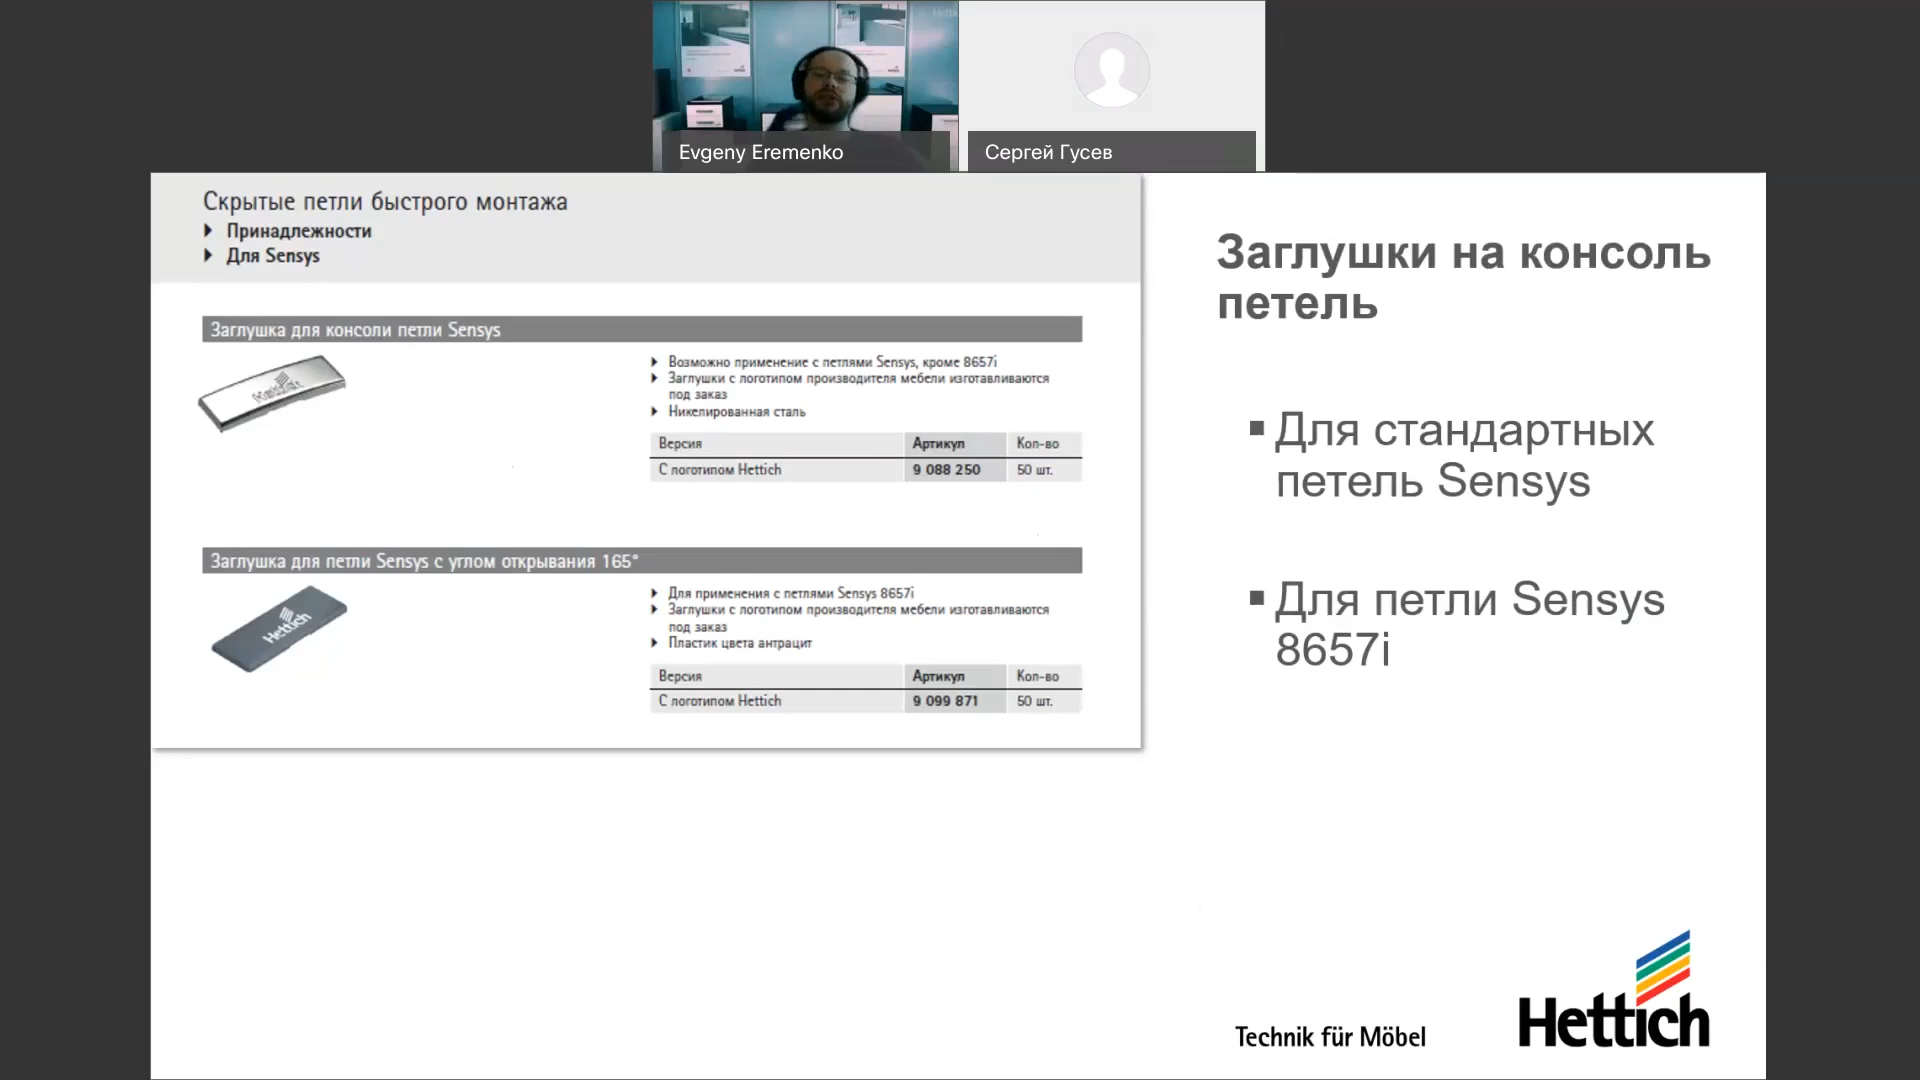 Evgeny Eremenko
Сергей Гусев
Скрытые петли быстрого монтажа
Принадлежности
Для Sensys
Заглушка для консоли петли Sensys
Hettich
Возможно применение с петлями Sensys, кроме 8657i
Заглушки с логотипом производителя мебели изготавливаются
под заказ
Никелированная сталь
Версия Артикул Кол-во
С логотипом Hettich 9 088 250 50 шт.
Заглушка для петли Sensys с углом открывания 165°
Hettich
Для применения с петлями Sensys 8657i
Заглушки с логотипом производителя мебели изготавливаются
под заказ
Пластик цвета антрацит
Версия Артикул Кол-во
С логотипом Hettich 9 099 871 50 шт.
Заглушки на консоль
петель
Для стандартных
петель Sensys
Для петли Sensys
8657i
Technik für Möbel
Hettich